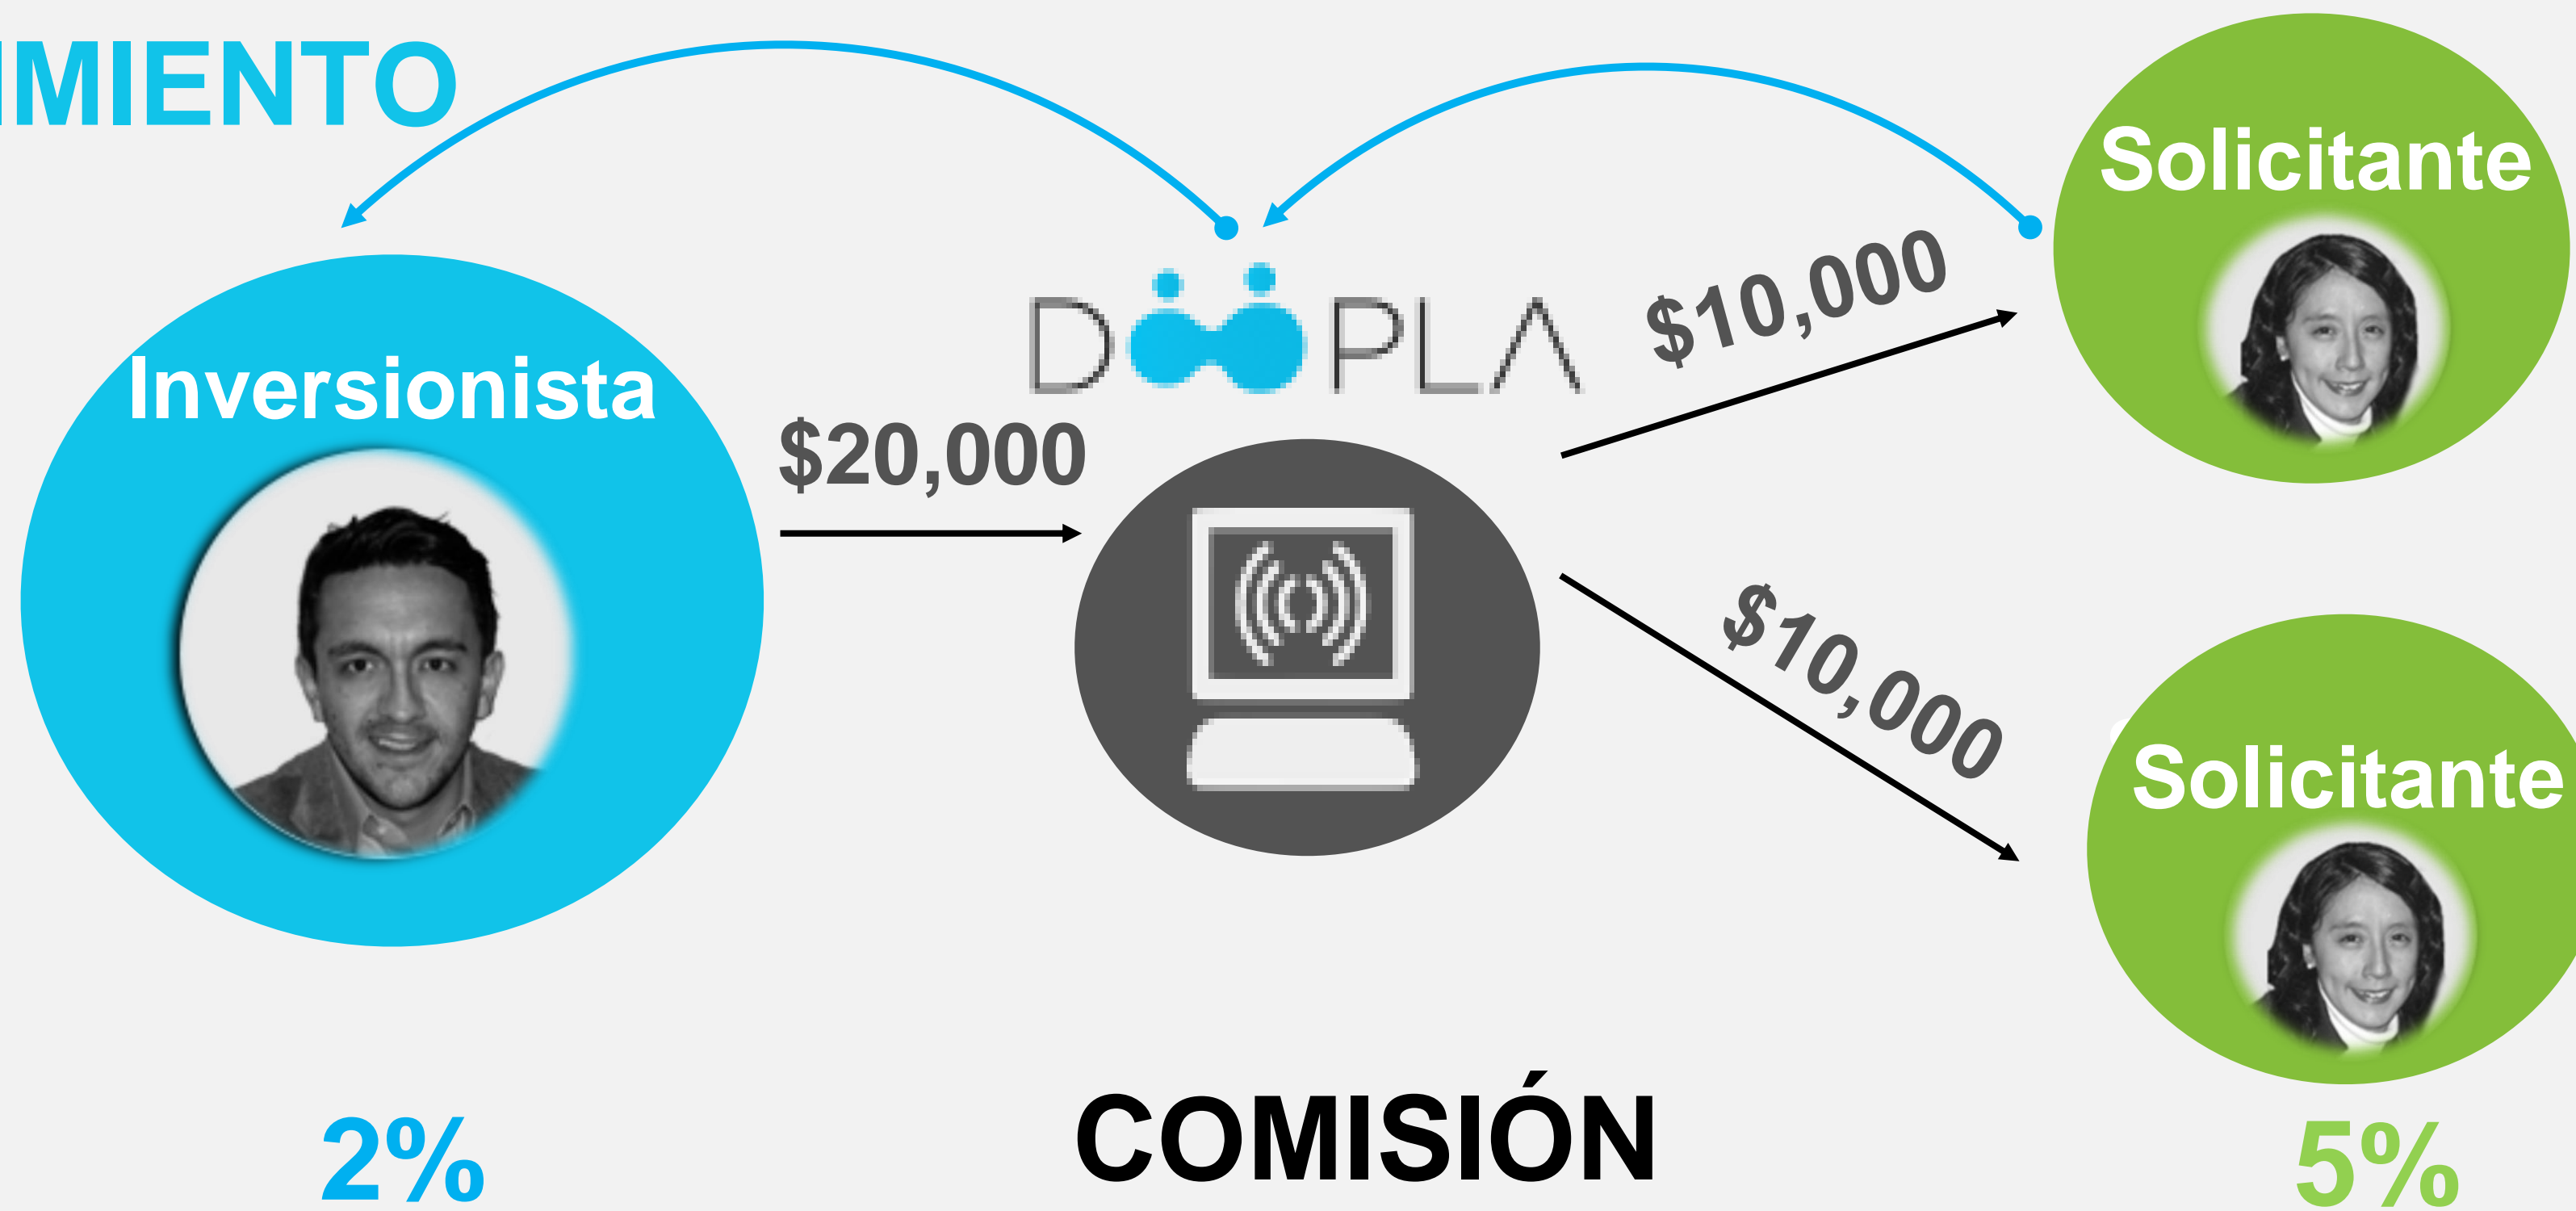 IMIENTO
Solicitante
Inversionista
DOOPLA
$10,000
$20,000
$10,000
Solicitante
COMISIÓN
2%
5%